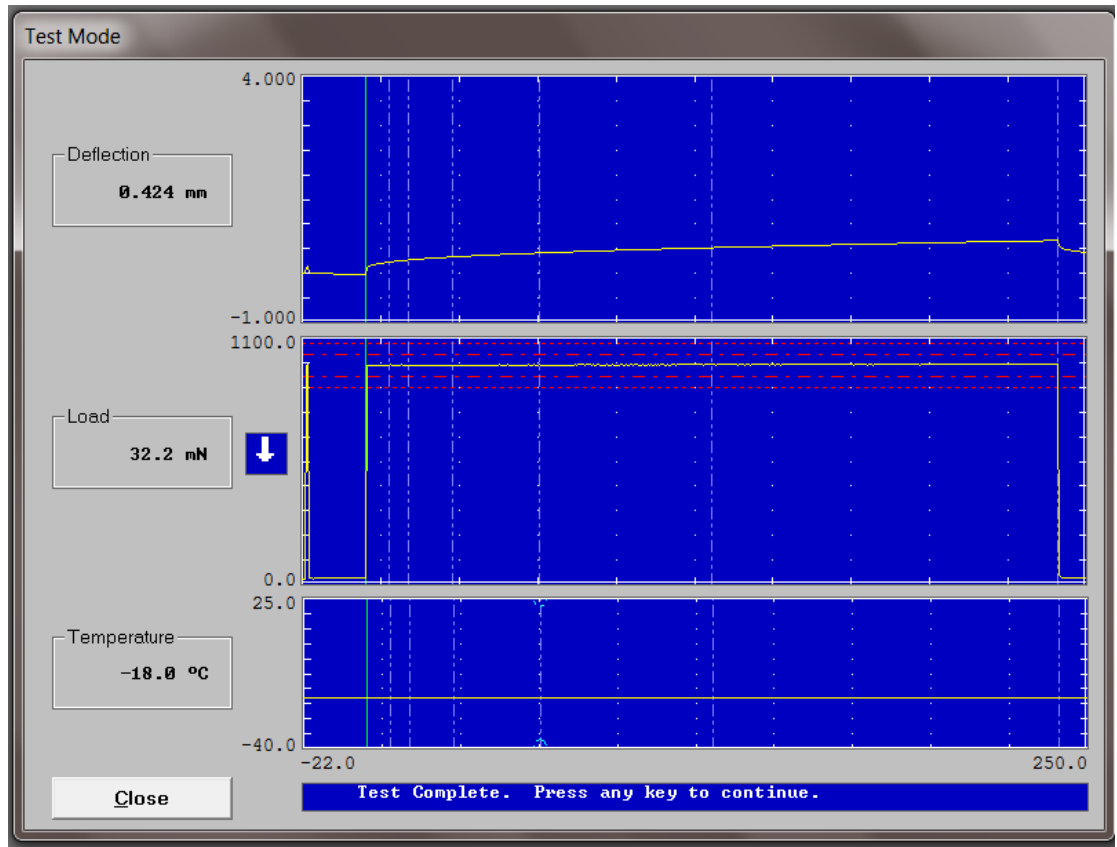 Test Mode
4.000
Deflection
0.424 mm
-1.000
1100.0
Load
32.2 mN
0.0
25.0
Temperature
-18.0 ºC
-40.0
-22.0 250.0
Close
Test Complete. Press any key to continue.